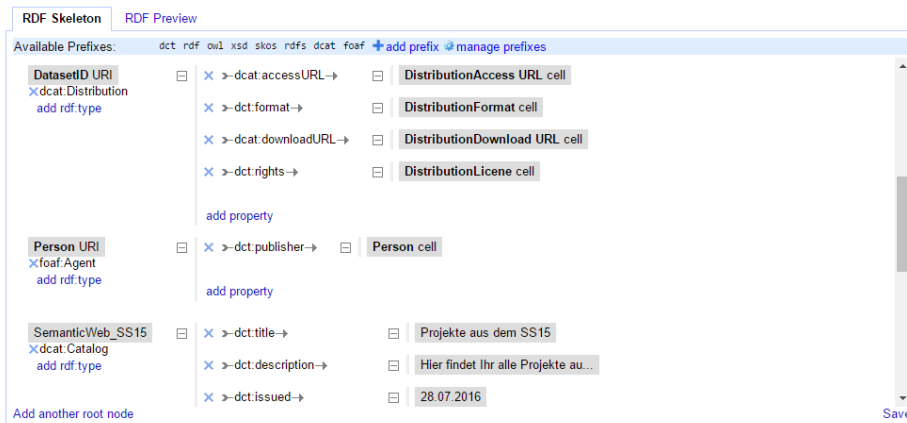 RDF Skeleton RDF Preview
Available Prefixes: dct rdf owl xsd skos rdfs dcat foaf add prefix manage prefixes
DatasetID URI dcat:accessURL DistributionAccess URL cell
dcat:Distribution
add rdf:type dct:format DistributionFormat cell
dcat:downloadURL DistributionDownload URL cell
dct:rights DistributionLicene cell
add property
Person URI dct:publisher Person cell
foaf:Agent
add rdf:type
add property
SemanticWeb_SS15 dct:title Projekte aus dem SS15
dcat:Catalog
add rdf:type dct:description Hier findet Ihr alle Projekte au...
dct:issued 28.07.2016
Add another root node Save